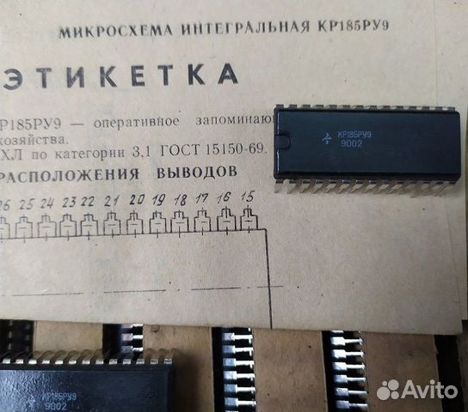 МИКРОСХЕМА ИНТЕГРАЛЬНАЯ КР185РУ9
ЭТИКЕТКА
КР185РУ9 — оперативное запоминаю
хозяйства.
ХЛ по категории 3,1 ГОСТ 15150-69.
РАСПОЛОЖЕНИЯ ВЫВОДОВ
26 25 24 23 22 21 20 19 18 17 16 15
КР185РУ9
9002
КР185РУ9
9002
Avito